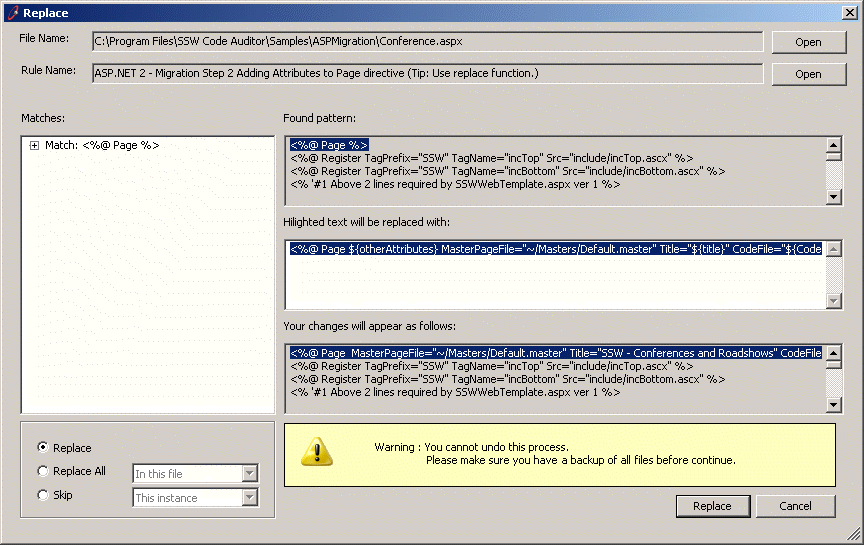 Replace
File Name:
C:\Program Files\SSW Code Auditor\Samples\ASPMigration\Conference.aspx
Open
Rule Name:
ASP.NET 2 - Migration Step 2 Adding Attributes to Page directive (Tip: Use replace function.)
Open
Matches:
Match: <%@ Page %>
Found pattern:
<%@ Page %>
<%@ Register TagPrefix="SSW" TagName="incTop" Src="include/incTop.ascx" %>
<%@ Register TagPrefix="SSW" TagName="incBottom" Src="include/incBottom.ascx" %>
<% '#1 Above 2 lines required by SSWWebTemplate.aspx ver 1 %>
Hilighted text will be replaced with:
<%@ Page ${otherAttributes} MasterPageFile="~/Masters/Default.master" Title="${title}" CodeFile="${Code
Your changes will appear as follows:
<%@ Page  MasterPageFile="~/Masters/Default.master" Title="SSW - Conferences and Roadshows" CodeFile
<%@ Register TagPrefix="SSW" TagName="incTop" Src="include/incTop.ascx" %>
<%@ Register TagPrefix="SSW" TagName="incBottom" Src="include/incBottom.ascx" %>
<% '#1 Above 2 lines required by SSWWebTemplate.aspx ver 1 %>
Replace
Replace All
In this file
Skip
This instance
Warning : You cannot undo this process.
Please make sure you have a backup of all files before continue.
Replace
Cancel